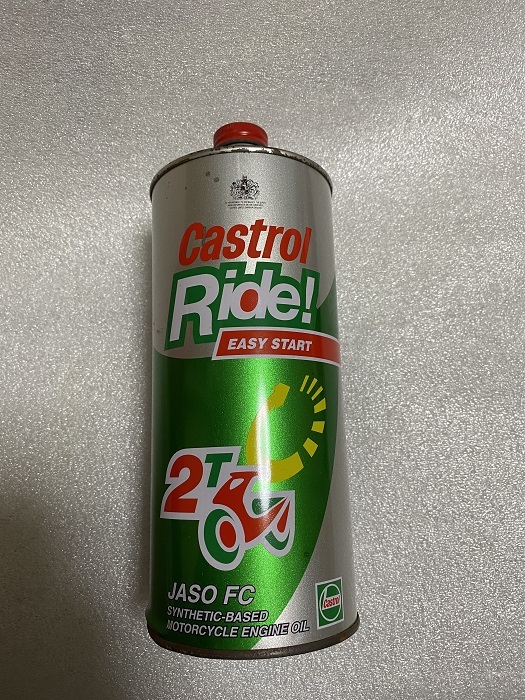 Castrol
Ride!
EASY START
2T
JASO FC
SYNTHETIC-BASED
MOTORCYCLE ENGINE OIL
Castrol